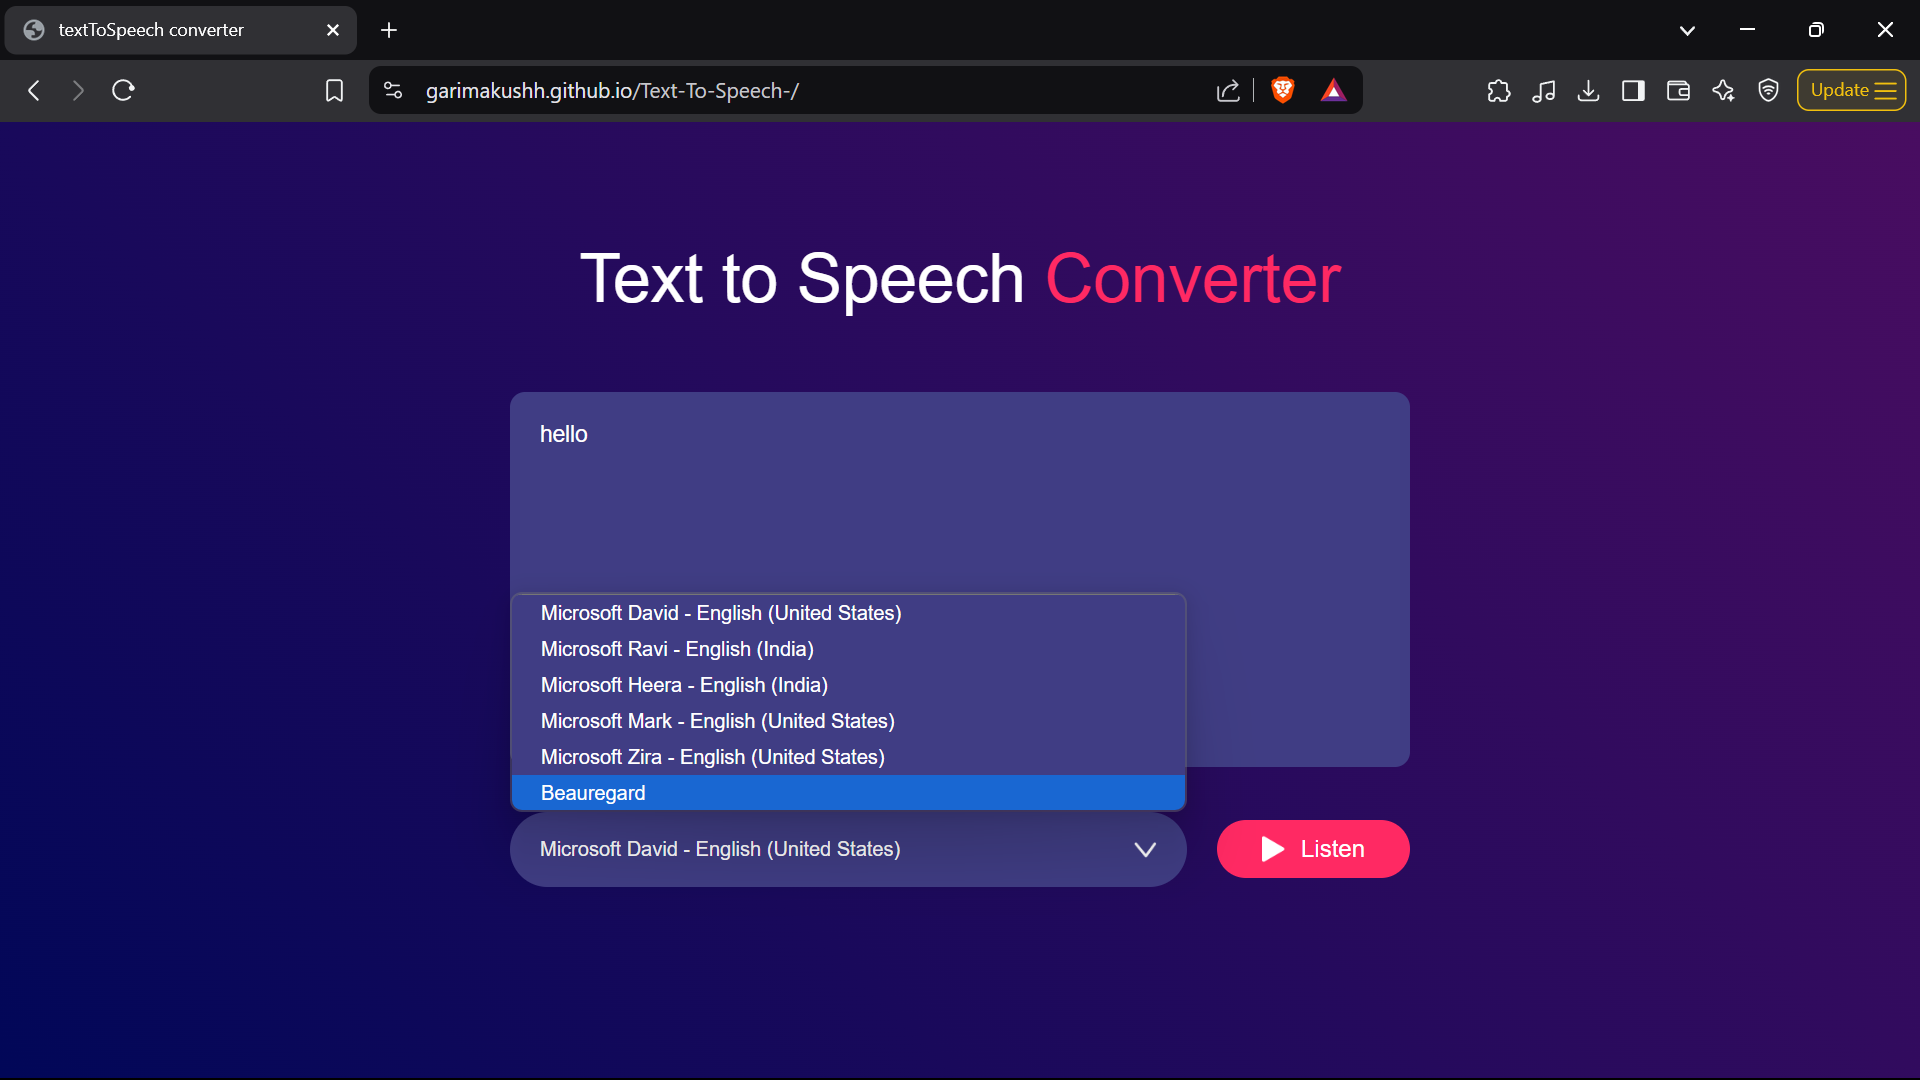 textToSpeech converter
garimakushh.github.io/Text-To-Speech-/
Update
Text to Speech Converter
hello
Microsoft David - English (United States)
Microsoft Ravi - English (India)
Microsoft Heera - English (India)
Microsoft Mark - English (United States)
Microsoft Zira - English (United States)
Beauregard
Microsoft David - English (United States)
Listen